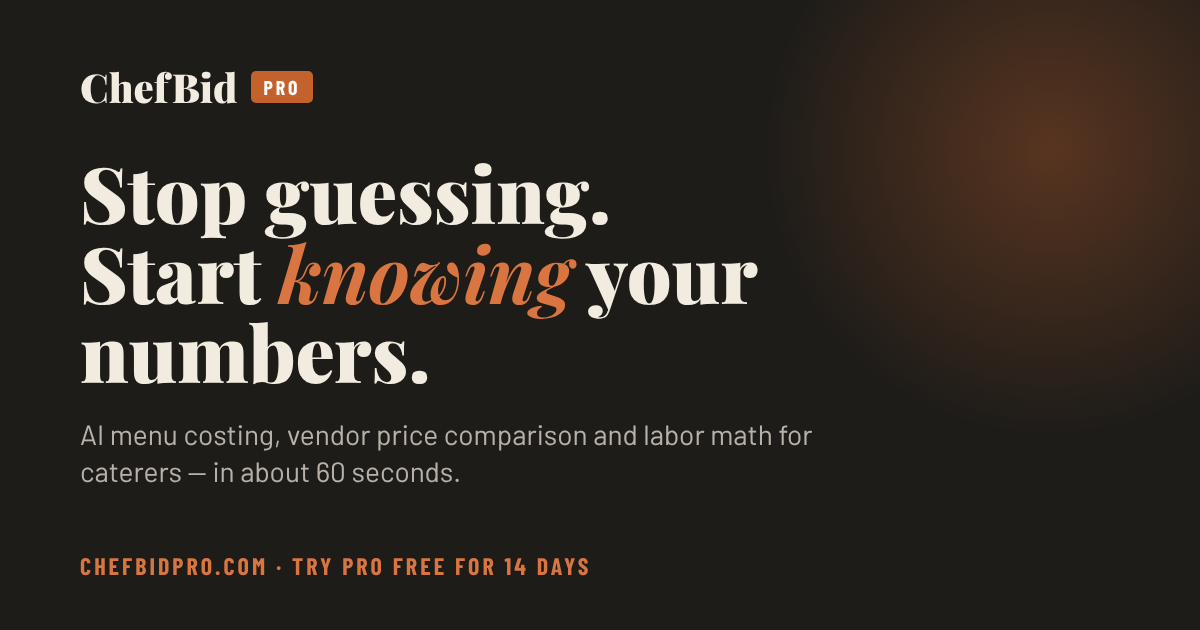 ChefBid PRO
Stop guessing.
Start knowing your
numbers.
AI menu costing, vendor price comparison and labor math for
caterers — in about 60 seconds.
CHEFBIDPRO.COM · TRY PRO FREE FOR 14 DAYS